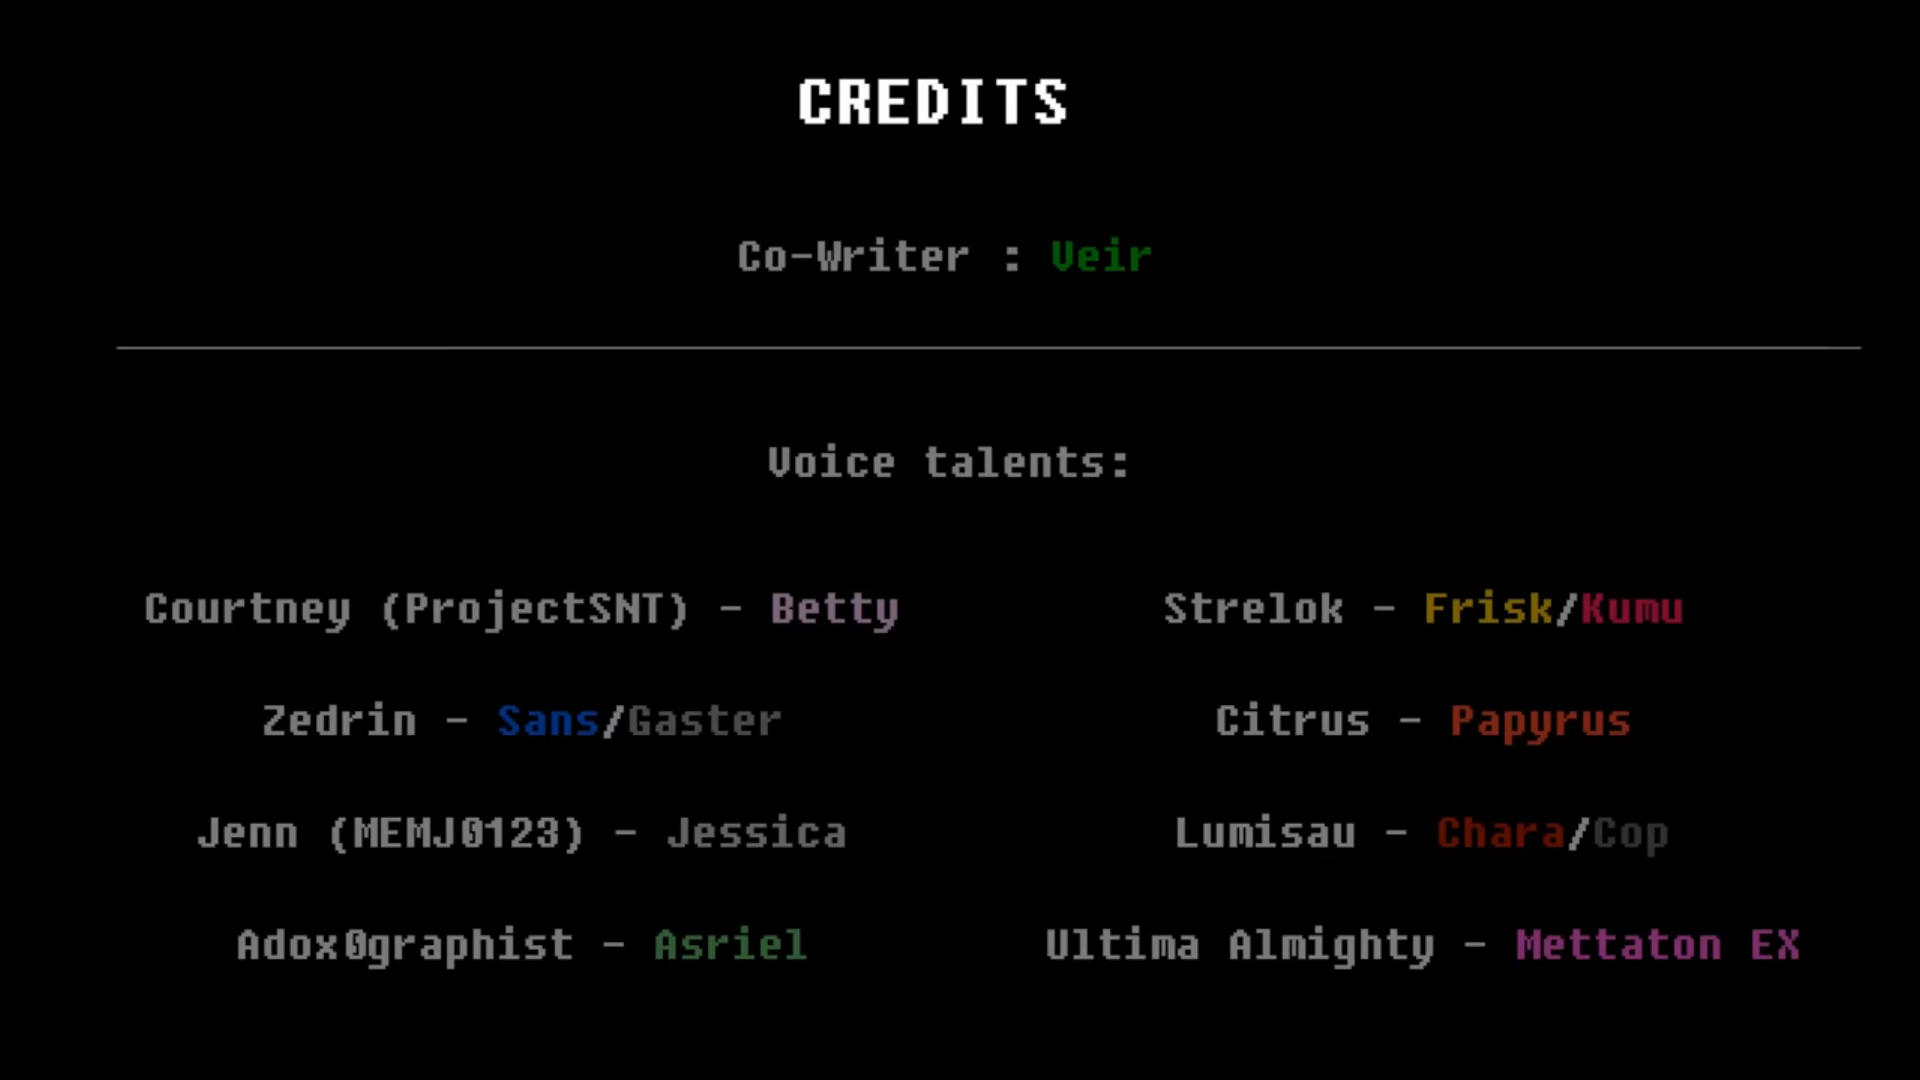 CREDITS
Co-Writer : Veir
Voice talents:
Courtney (ProjectSNT) - Betty
Strelok - Frisk/Kumu
Zedrin - Sans/Gaster
Citrus - Papyrus
Jenn (MEMJ0123) - Jessica
Lumisau - Chara/Cop
Adox0graphist - Asriel
Ultima Almighty - Mettaton EX